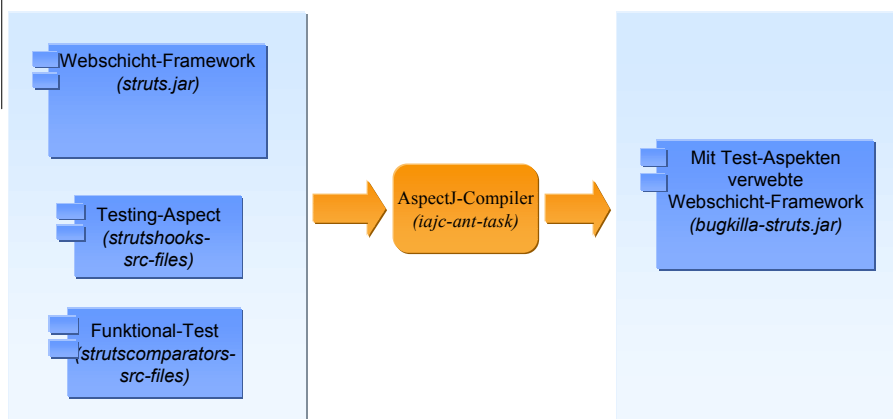 Webschicht-Framework
(struts.jar)
Testing-Aspect
(strutshooks-
src-files)
Funktional-Test
(strutscomparators-
src-files)
AspectJ-Compiler
(iajc-ant-task)
Mit Test-Aspekten
verwebte
Webschicht-Framework
(bugkilla-struts.jar)